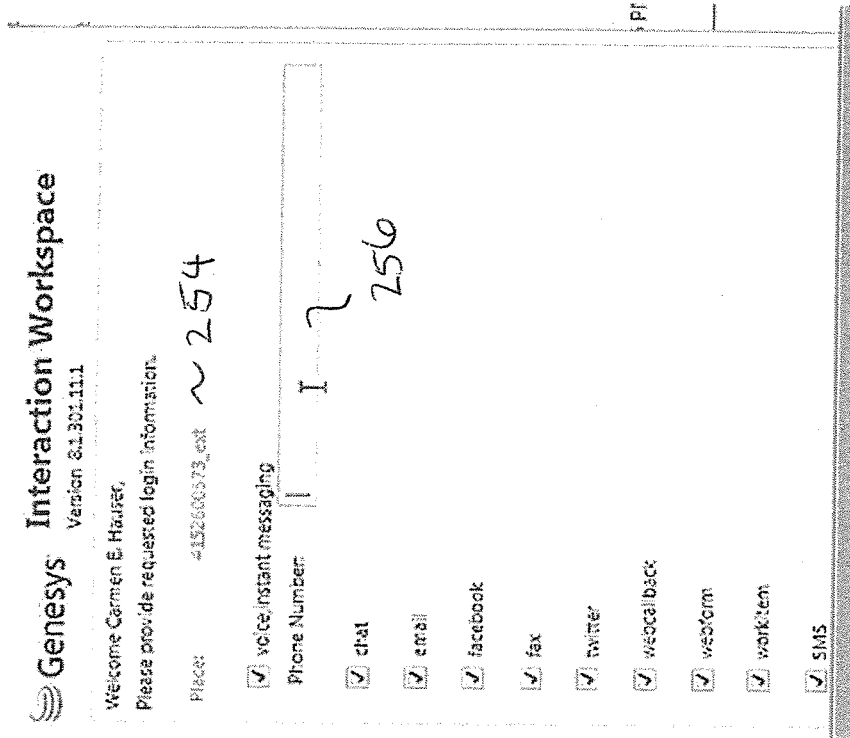 Genesys Interaction Workspace
Version 8.1.301.11:1
Welcome Carmen E. Hauser,
Please provide requested login information.
Place: 4152600573_ext ~ 254
voice,instant messaging
Phone Number:
256
chat
email
facebook
fax
twitter
webcallback
webform
workitem
SMS